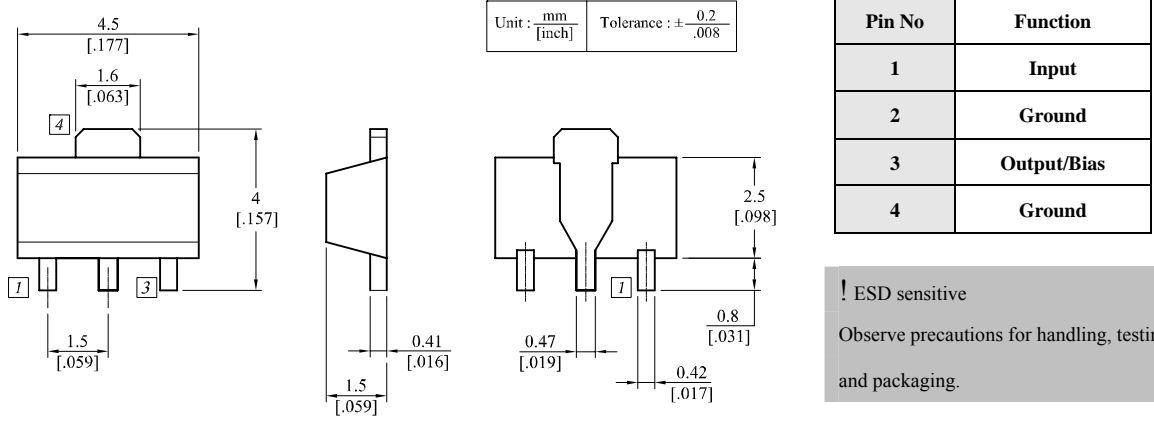 Unit : mm [inch] Tolerance : ± 0.2 .008
4.5
[.177]
1.6
[.063]
4
4
[.157]
1
3
1.5
[.059]
0.41
[.016]
1.5
[.059]
2.5
[.098]
1
0.8
[.031]
0.47
[.019]
0.42
[.017]
Pin No Function
1 Input
2 Ground
3 Output/Bias
4 Ground
! ESD sensitive
Observe precautions for handling, testin
and packaging.